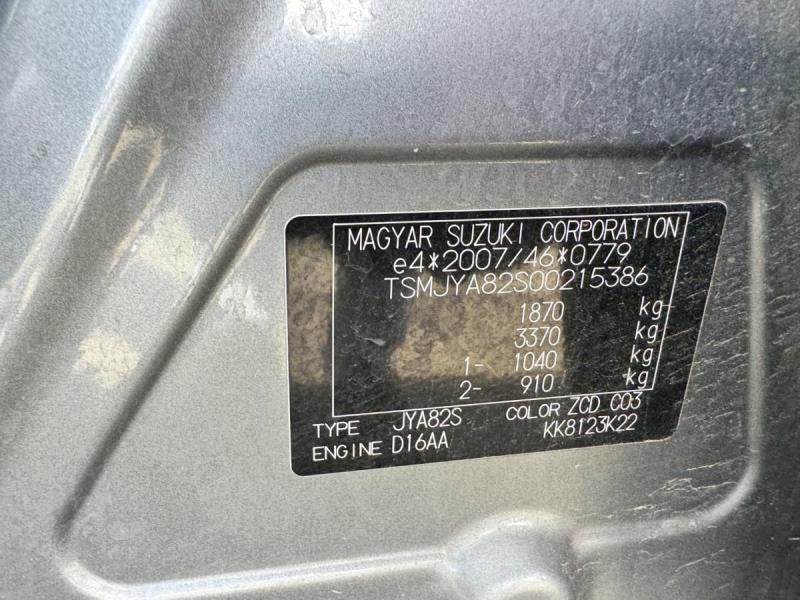 MAGYAR SUZUKI CORPORATION
e4*2007/46*0779
TSMJYA82S00215386
1870 kg
3370 kg
1- 1040 kg
2- 910 kg
TYPE JYA82S COLOR ZCD C03
ENGINE D16AA KK8123K22